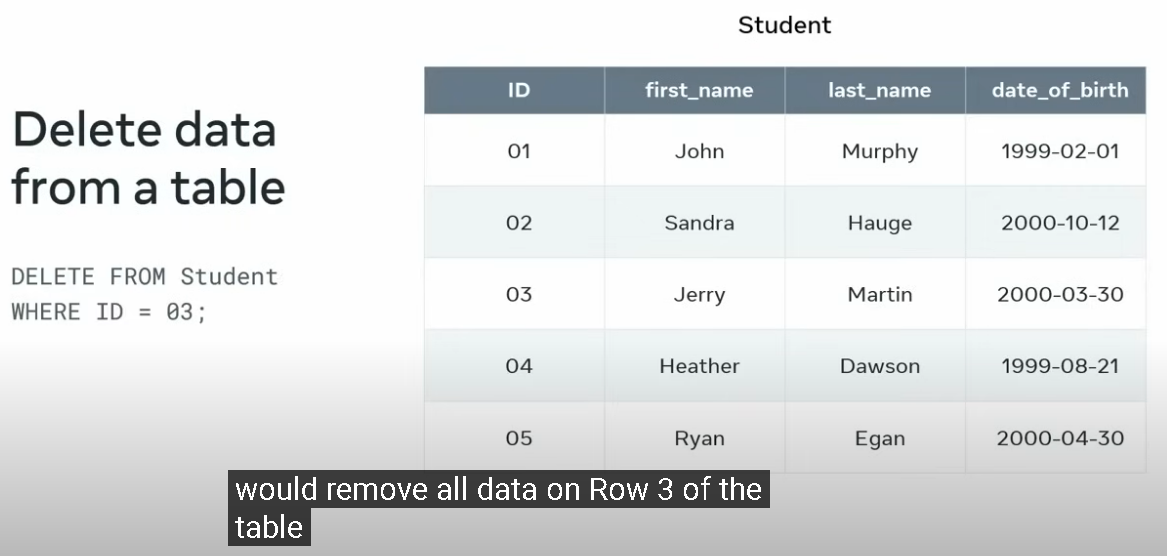 Delete data
from a table
DELETE FROM Student
WHERE ID = 03;
Student
ID first_name last_name date_of_birth
01 John Murphy 1999-02-01
02 Sandra Hauge 2000-10-12
03 Jerry Martin 2000-03-30
04 Heather Dawson 1999-08-21
05 Ryan Egan 2000-04-30
would remove all data on Row 3 of the
table